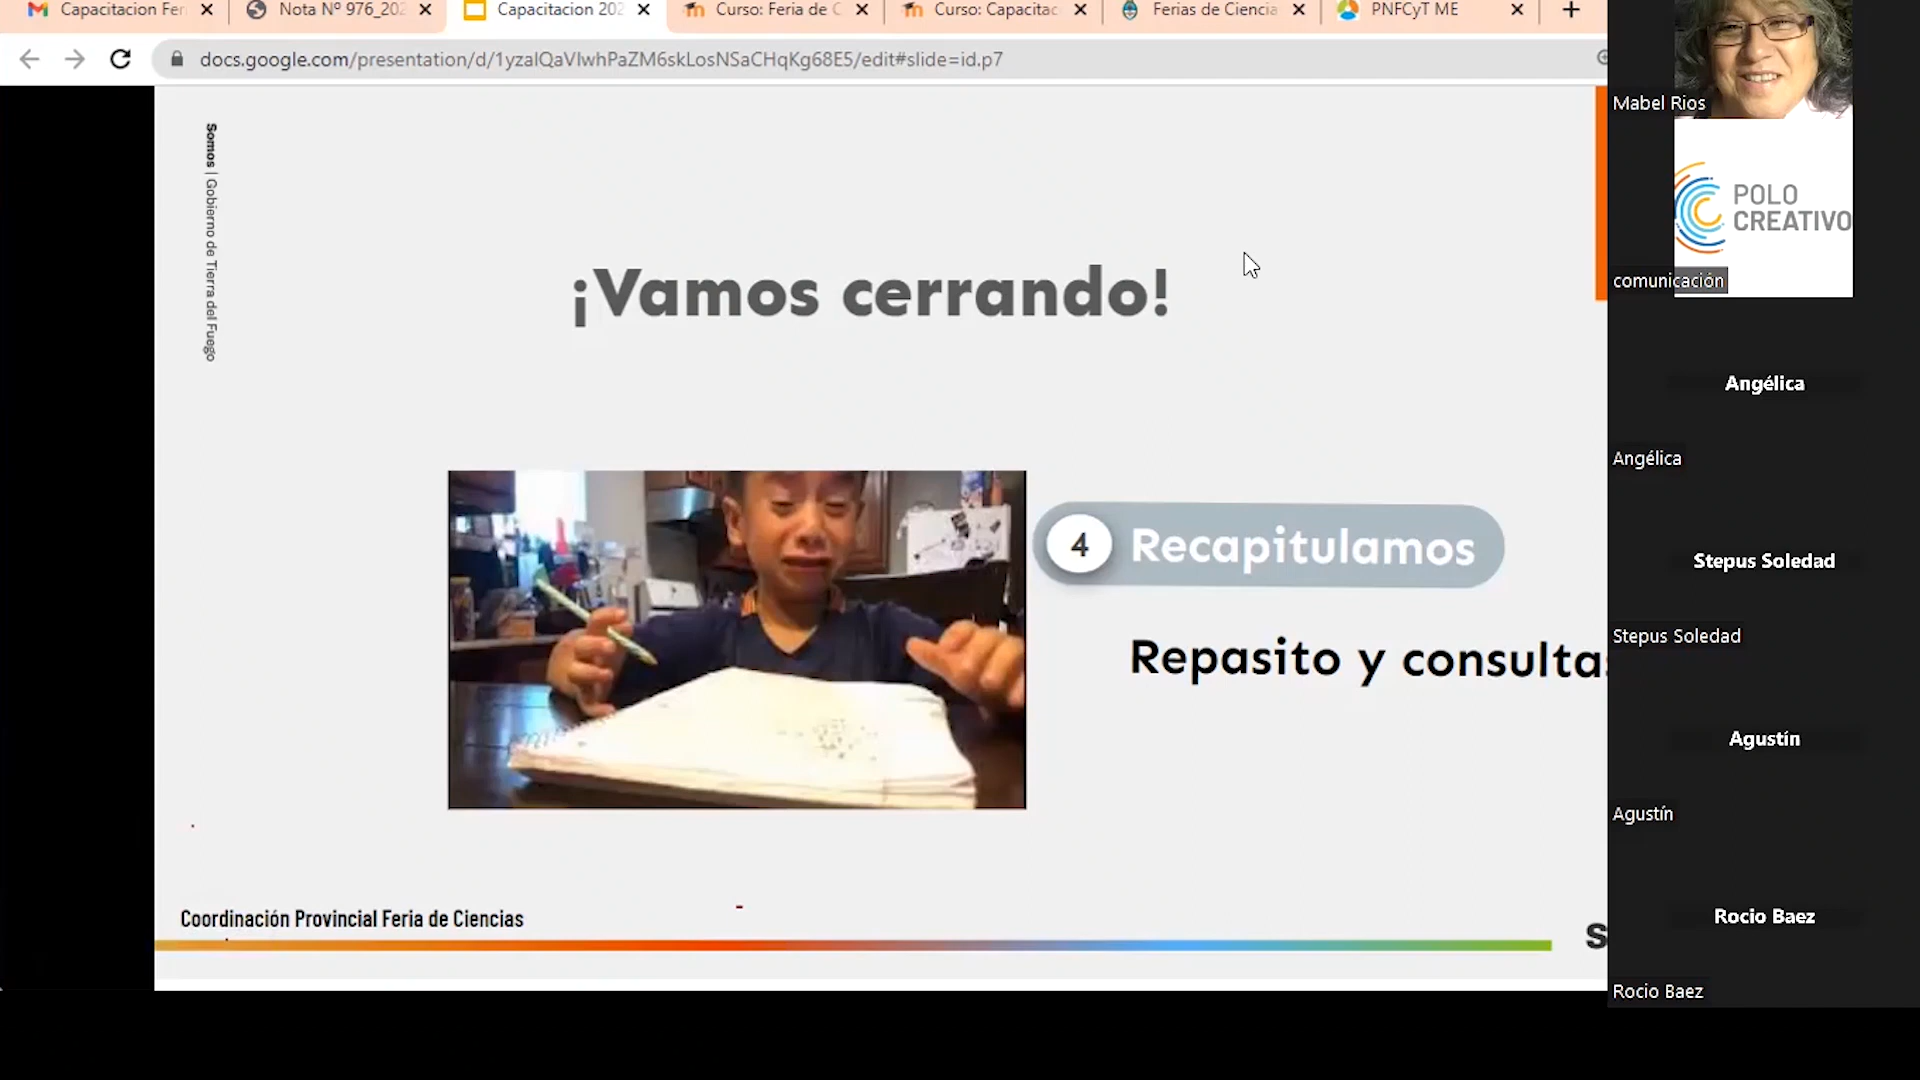 Capacitacion Fer
Nota Nº 976_202
Capacitacion 202
Curso: Feria de C
Curso: Capacitac
Ferias de Ciencia
PNFCyT ME
docs.google.com/presentation/d/1yzalQaVlwhPaZM6skLosNSaCHqKg68E5/edit#slide=id.p7
Somos | Gobierno de Tierra del Fuego
¡Vamos cerrando!
4 Recapitulamos
Repasito y consultas
Coordinación Provincial Feria de Ciencias
S
Mabel Rios
POLO
CREATIVO
comunicación
Angélica
Angélica
Stepus Soledad
Stepus Soledad
Agustín
Agustín
Rocio Baez
Rocio Baez